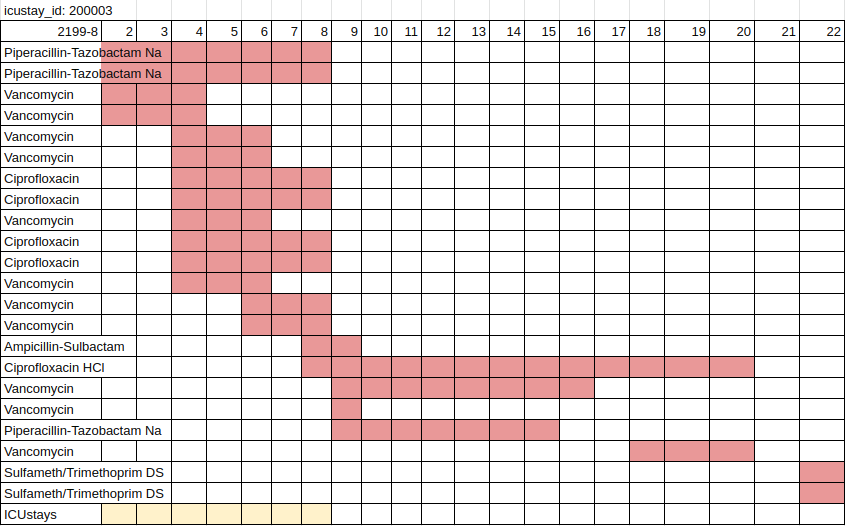 icustay_id: 200003
2199-8 2 3 4 5 6 7 8 9 10 11 12 13 14 15 16 17 18 19 20 21 22
Piperacillin-Tazobactam Na
Piperacillin-Tazobactam Na
Vancomycin
Vancomycin
Vancomycin
Vancomycin
Ciprofloxacin
Ciprofloxacin
Vancomycin
Ciprofloxacin
Ciprofloxacin
Vancomycin
Vancomycin
Vancomycin
Ampicillin-Sulbactam
Ciprofloxacin HCl
Vancomycin
Vancomycin
Piperacillin-Tazobactam Na
Vancomycin
Sulfameth/Trimethoprim DS
Sulfameth/Trimethoprim DS
ICUstays